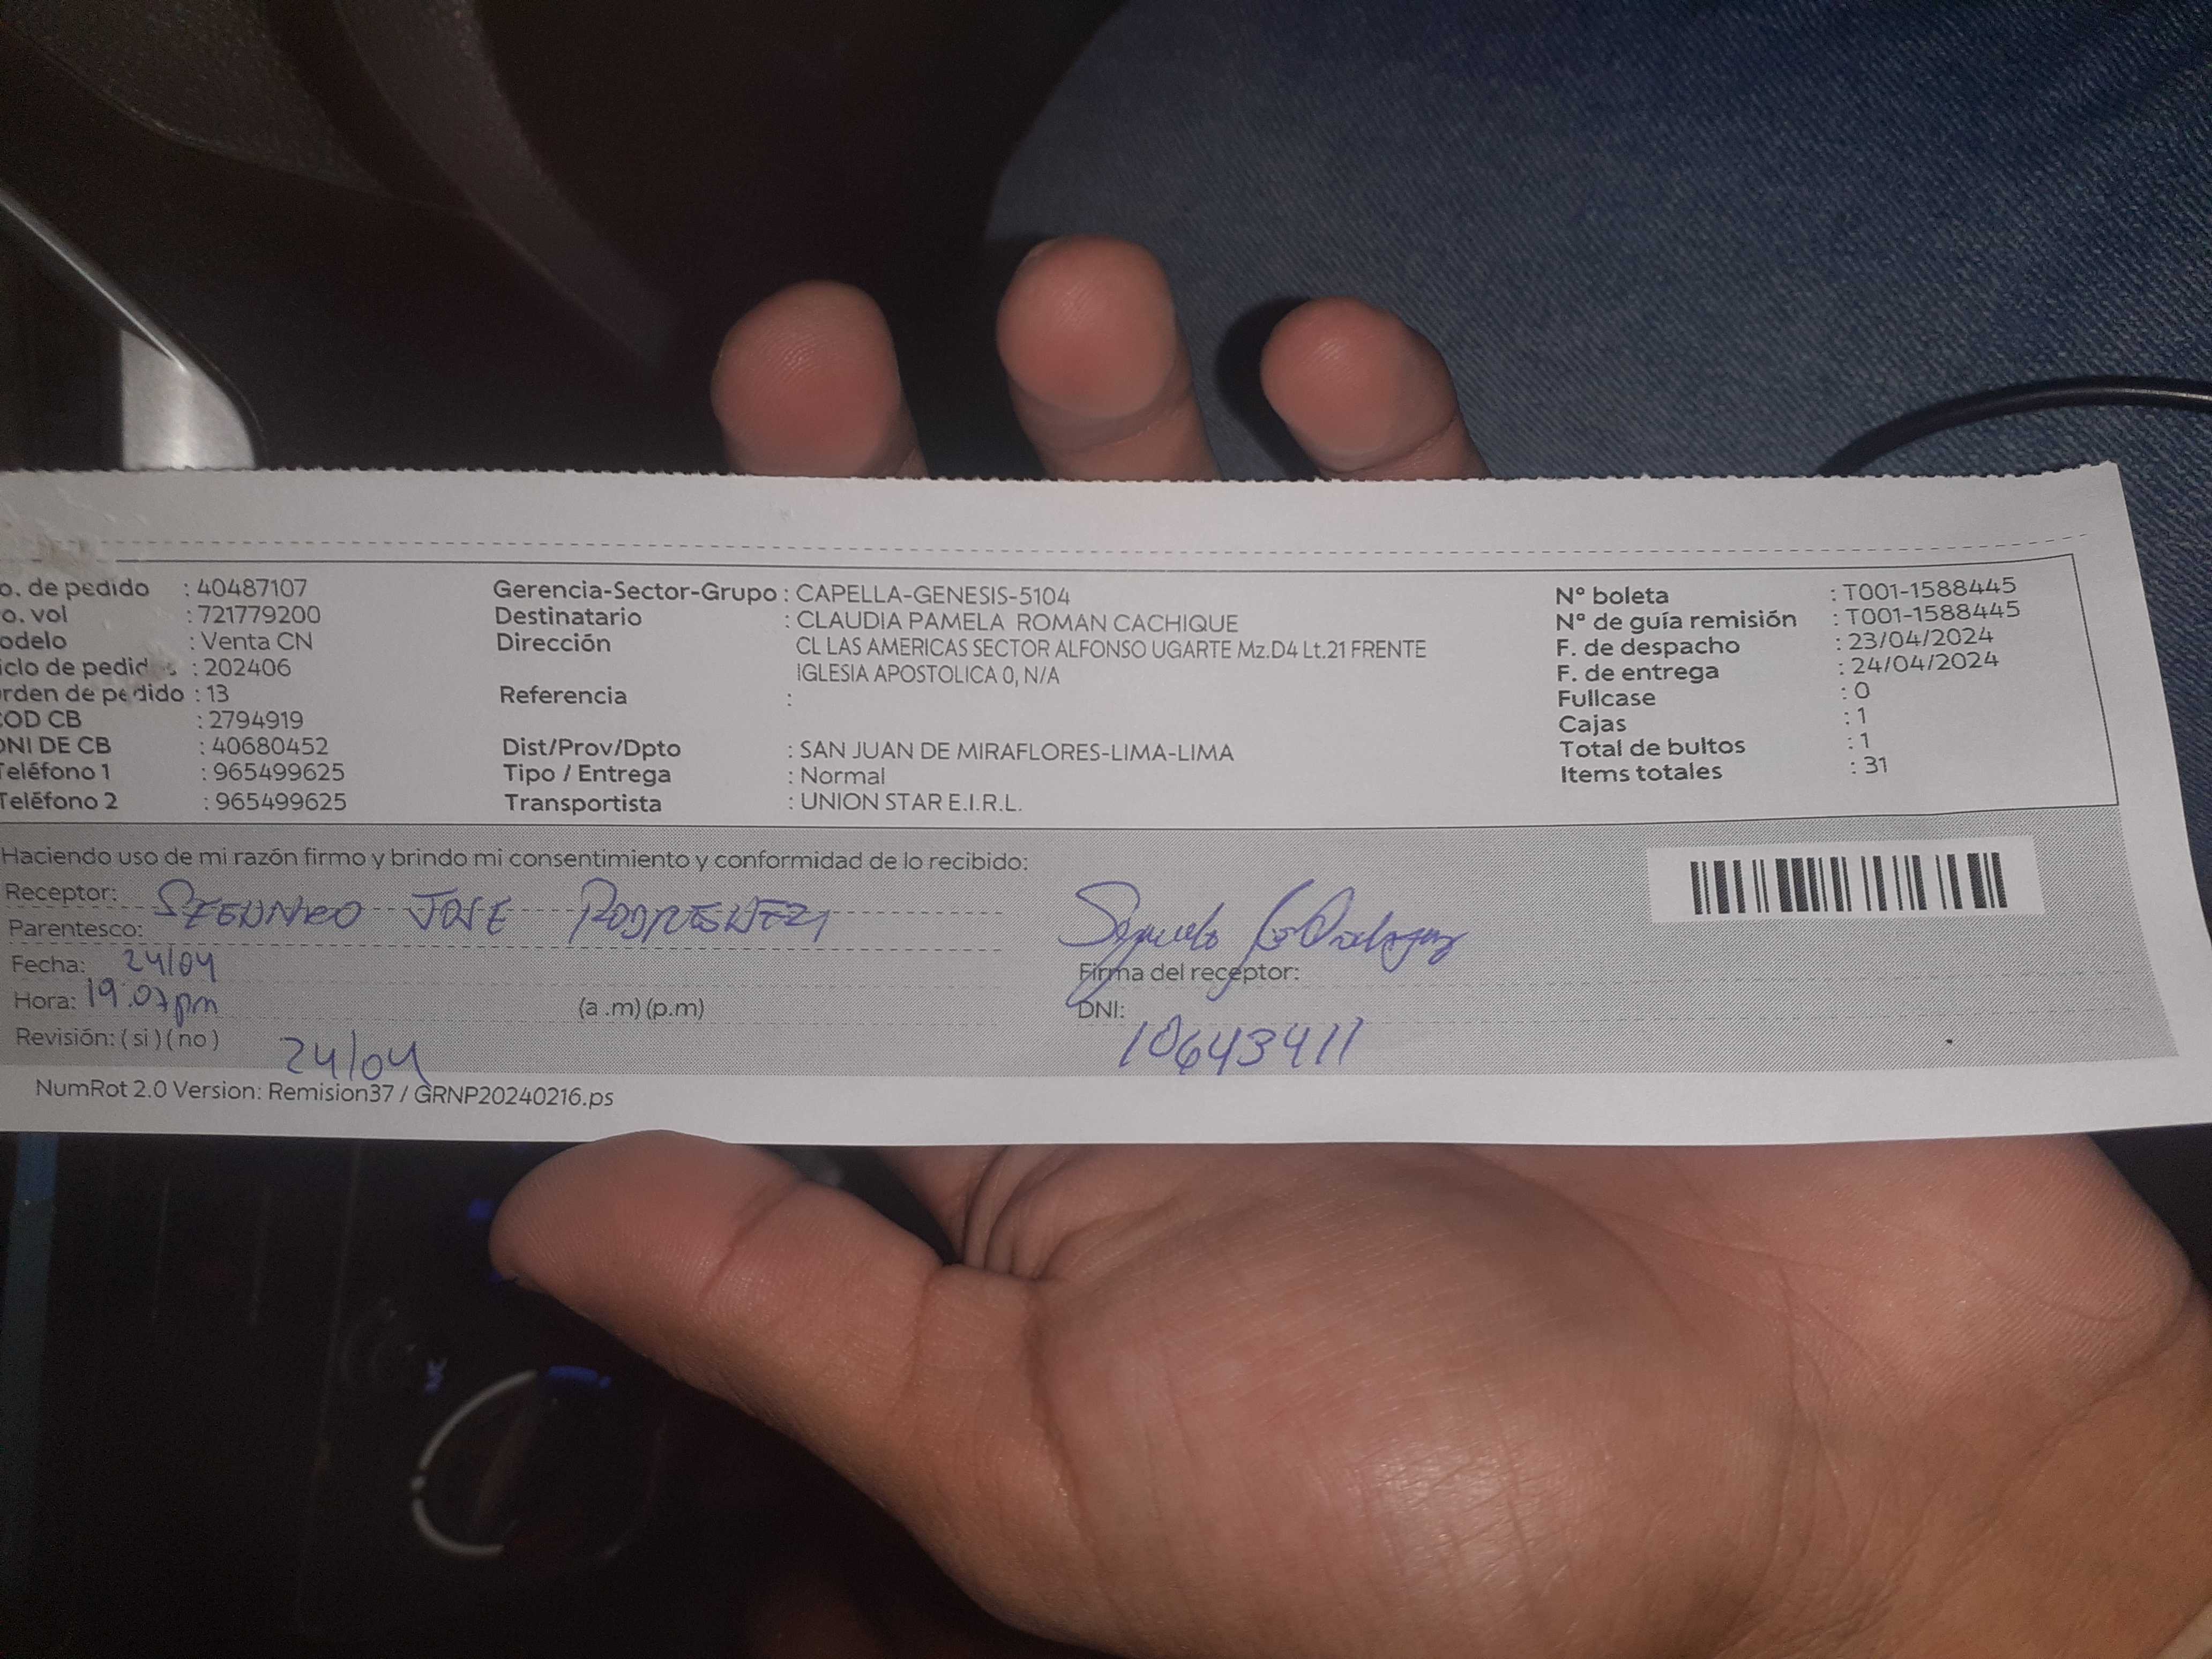 o. de pedido : 40487107
o. vol : 721779200
odelo : Venta CN
iclo de pedid s : 202406
rden de pedido : 13
COD CB : 2794919
DNI DE CB : 40680452
Teléfono 1 : 965499625
Teléfono 2 : 965499625
Gerencia-Sector-Grupo : CAPELLA-GENESIS-5104
Destinatario : CLAUDIA PAMELA ROMAN CACHIQUE
Dirección : CL LAS AMERICAS SECTOR ALFONSO UGARTE Mz.D4 Lt.21 FRENTE
IGLESIA APOSTOLICA 0, N/A
Referencia :
Dist/Prov/Dpto : SAN JUAN DE MIRAFLORES-LIMA-LIMA
Tipo / Entrega : Normal
Transportista : UNION STAR E.I.R.L.
N° boleta : T001-1588445
N° de guía remisión : T001-1588445
F. de despacho : 23/04/2024
F. de entrega : 24/04/2024
Fullcase : 0
Cajas : 1
Total de bultos : 1
Items totales : 31
Haciendo uso de mi razón firmo y brindo mi consentimiento y conformidad de lo recibido:
Receptor: JOSE
Parentesco:
Fecha: 24/04
Hora: 19:07pm (a .m) (p.m)
Revisión: ( si ) ( no ) 24/04
Firma del receptor:
DNI: 10643411
NumRot 2.0 Version: Remision37 / GRNP20240216.ps